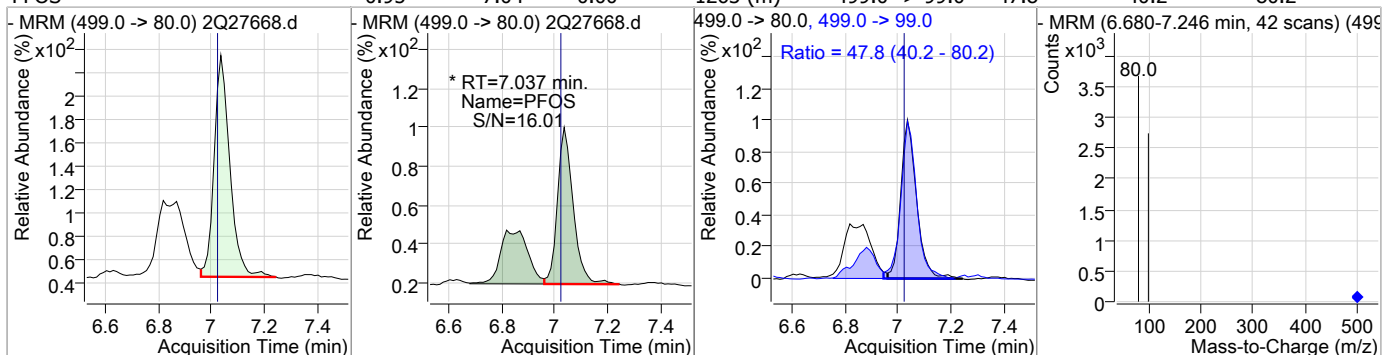 - MRM (499.0 -> 80.0) 2Q27668.d
Relative Abundance (%)
x10²
2
1.8
1.6
1.4
1.2
1
0.8
0.6
0.4
6.6 6.8 7 7.2 7.4
Acquisition Time (min)
- MRM (499.0 -> 80.0) 2Q27668.d
Relative Abundance (%)
x10²
1.2
1
0.8
0.6
0.4
0.2
* RT=7.037 min.
Name=PFOS
S/N=16.01
6.6 6.8 7 7.2 7.4
Acquisition Time (min)
499.0 -> 80.0, 499.0 -> 99.0
Relative Abundance (%)
x10²
Ratio = 47.8 (40.2 - 80.2)
1.2
1
0.8
0.6
0.4
0.2
0
6.6 6.8 7 7.2 7.4
Acquisition Time (min)
- MRM (6.680-7.246 min, 42 scans) (499
Counts
x10³
80.0
3.5
3
2.5
2
1.5
1
0.5
0
100 200 300 400 500
Mass-to-Charge (m/z)